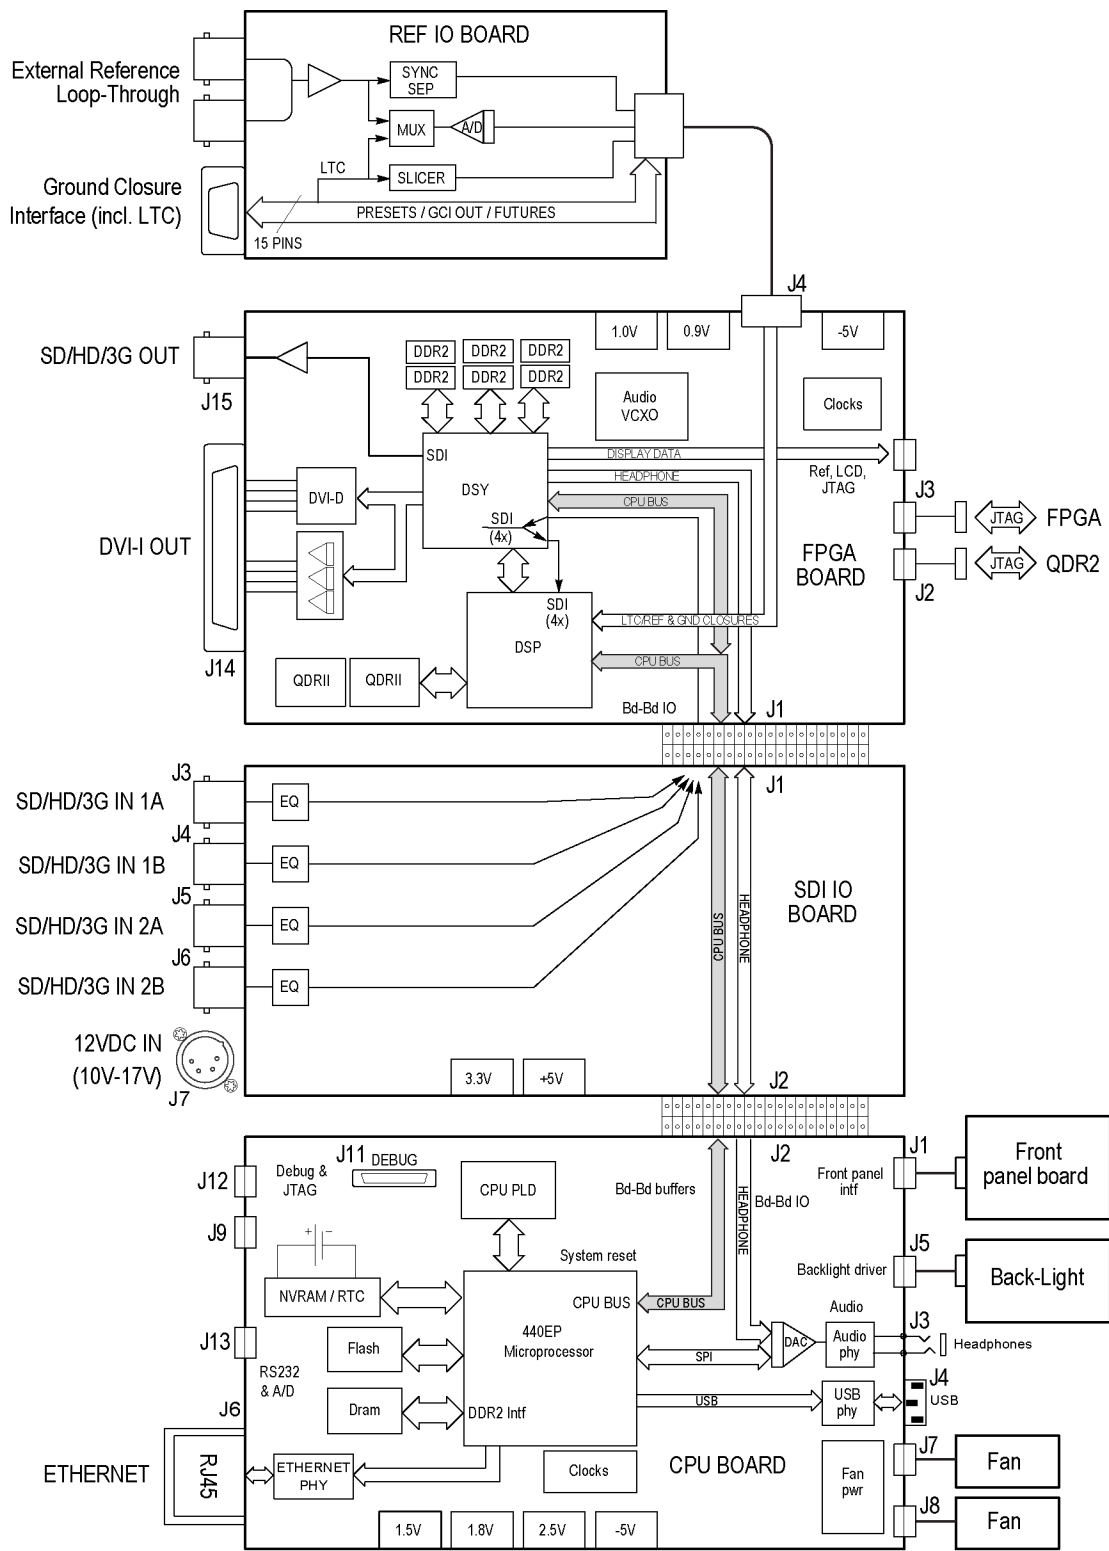 REF IO BOARD
External Reference
Loop-Through
SYNC
SEP
MUX
A/D
LTC
SLICER
Ground Closure
Interface (incl. LTC)
PRESETS / GCI OUT / FUTURES
15 PINS
J4
SD/HD/3G OUT
J15
1.0V
0.9V
-5V
DDR2
DDR2
DDR2
DDR2
DDR2
DDR2
Audio
VCXO
Clocks
SDI
DISPLAY DATA
HEADPHONE
Ref, LCD,
JTAG
DSY
DVI-D
CPU BUS
SDI
(4x)
J3
JTAG
FPGA
DVI-I OUT
FPGA
BOARD
JTAG
QDR2
J2
SDI
(4x)
LTC/REF & GND CLOSURES
DSP
CPU BUS
J14
QDRII
QDRII
Bd-Bd IO
J1
J3
SD/HD/3G IN 1A
EQ
J1
J4
SD/HD/3G IN 1B
EQ
J5
SD/HD/3G IN 2A
EQ
SDI IO
BOARD
CPU BUS
HEADPHONE
J6
SD/HD/3G IN 2B
EQ
12VDC IN
(10V-17V)
J7
3.3V
+5V
J2
J12
Debug &
JTAG
J11
DEBUG
CPU PLD
Bd-Bd buffers
HEADPHONE
J2
Bd-Bd IO
Front panel
intf
J1
Front
panel board
J9
+
–
System reset
NVRAM / RTC
CPU BUS
CPU BUS
Backlight driver
J5
Back-Light
J13
Flash
440EP
Microprocessor
SPI
DAC
Audio
Audio
phy
J3
Headphones
RS232
& A/D
Dram
DDR2 Intf
USB
USB
phy
J4
USB
J6
ETHERNET
RJ45
ETHERNET
PHY
Clocks
CPU BOARD
Fan
pwr
J7
Fan
J8
Fan
1.5V
1.8V
2.5V
-5V